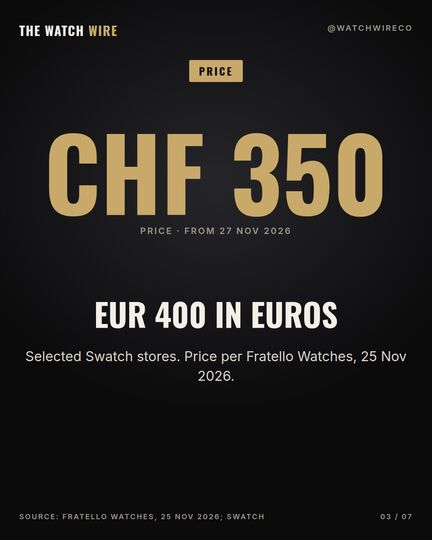 THE WATCH WIRE
@WATCHWIRECO
PRICE
CHF 350
PRICE · FROM 27 NOV 2026
EUR 400 IN EUROS
Selected Swatch stores. Price per Fratello Watches, 25 Nov
2026.
SOURCE: FRATELLO WATCHES, 25 NOV 2026; SWATCH
03 / 07